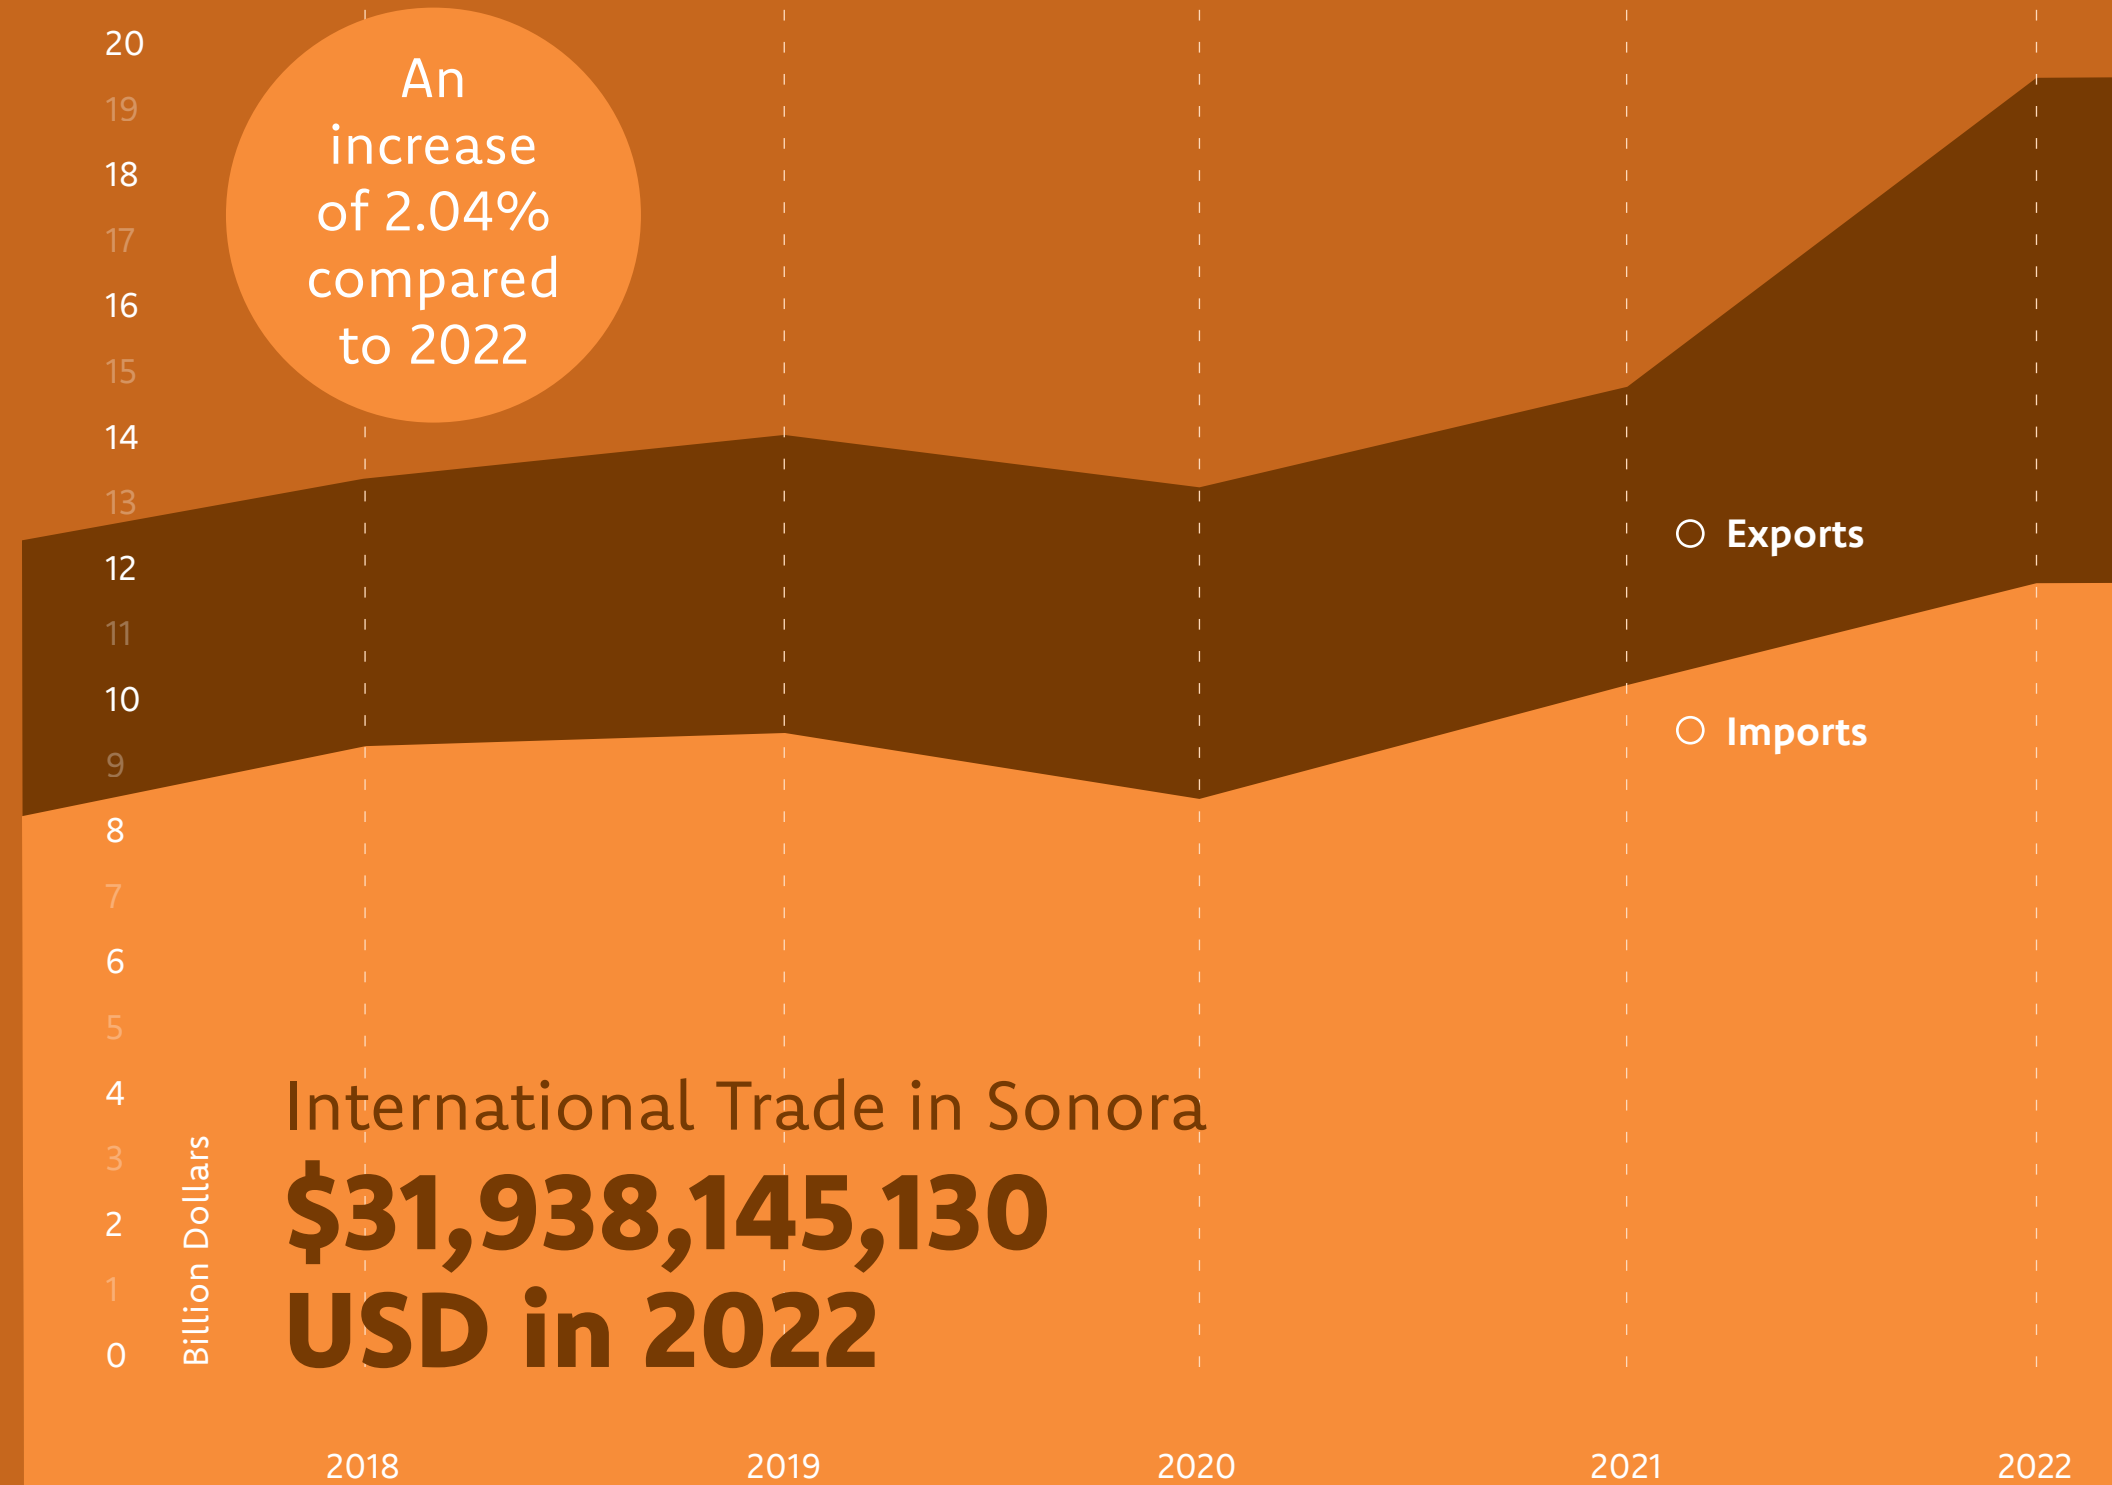 20
19
18
17
16
15
14
13
12
11
10
9
8
7
6
5
4
3
2
1
0
Billion Dollars
An
increase
of 2.04%
compared
to 2022
Exports
Imports
International Trade in Sonora
$31,938,145,130
USD in 2022
2018
2019
2020
2021
2022